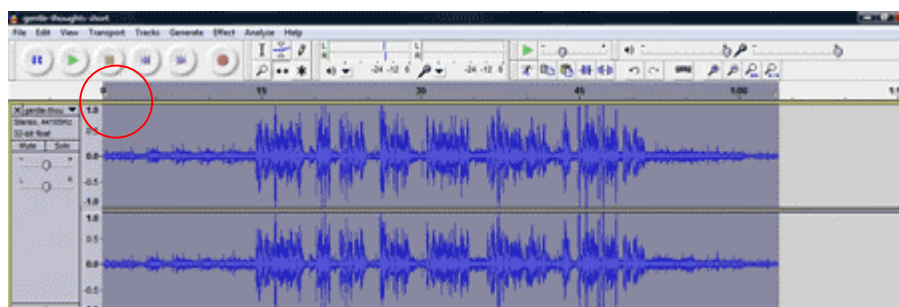 gentle-thoughts-short
File Edit View Transport Tracks Generate Effect Analyze Help
L
R
L
R
-24 -12 0
-24 -12 0
0 15 30 45 1:00
gentle-thou
Stereo, 44100Hz
32-bit float
Mute Solo
- +
L R
1.0
0.5
0.0
-0.5
-1.0
1.0
0.5
0.0
-0.5